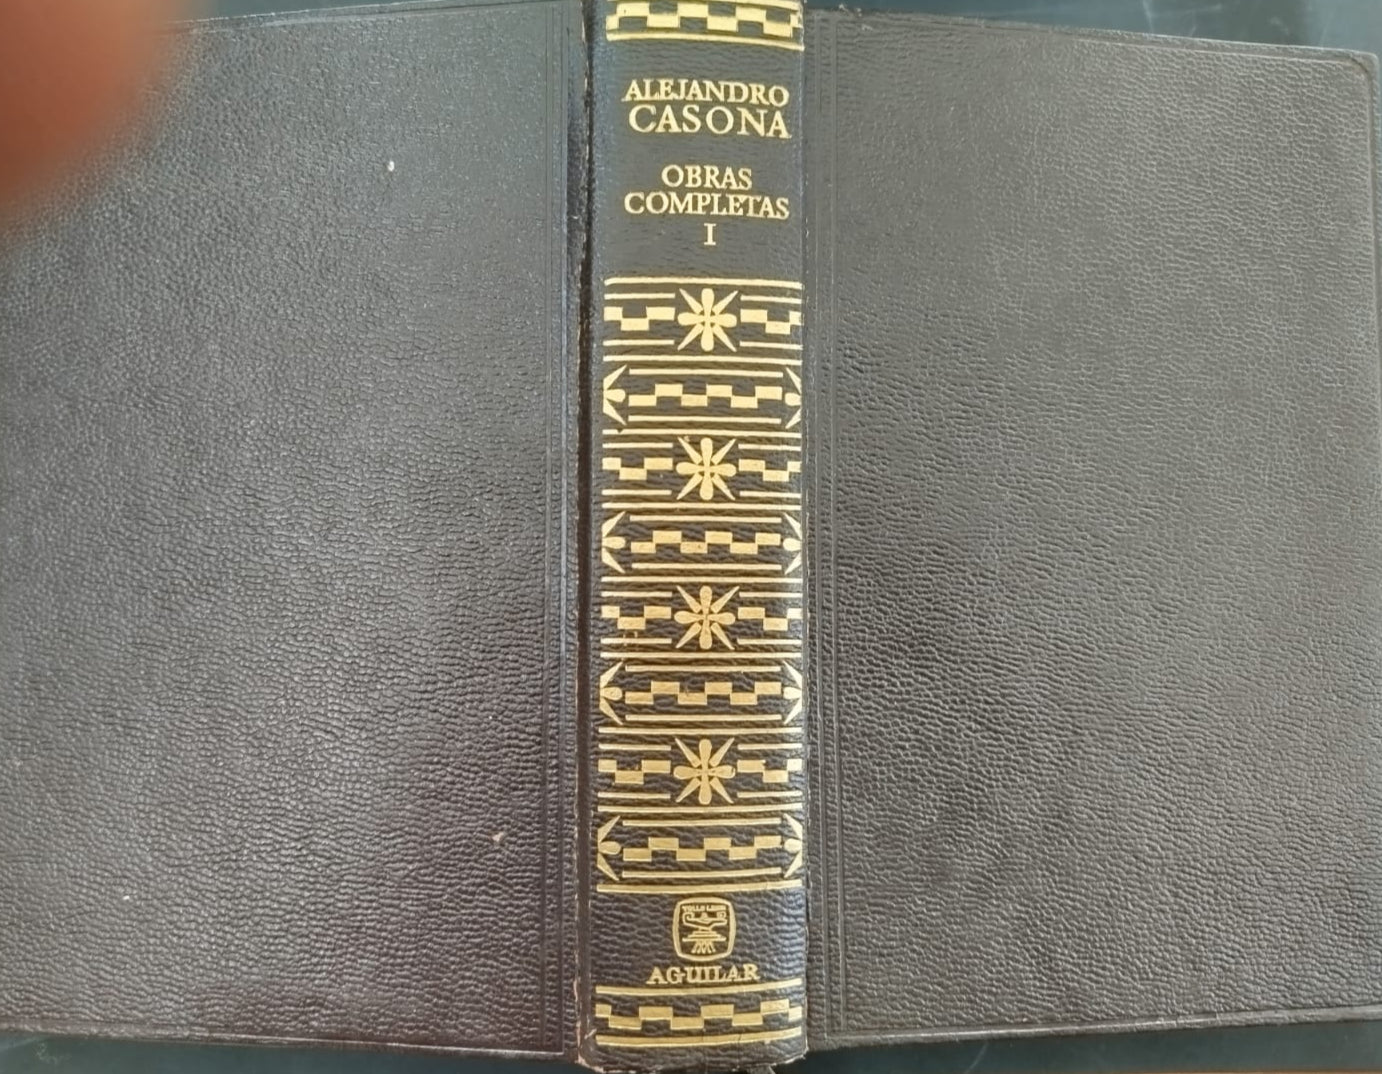 ALEJANDRO
CASONA
OBRAS
COMPLETAS
I
AGUILAR